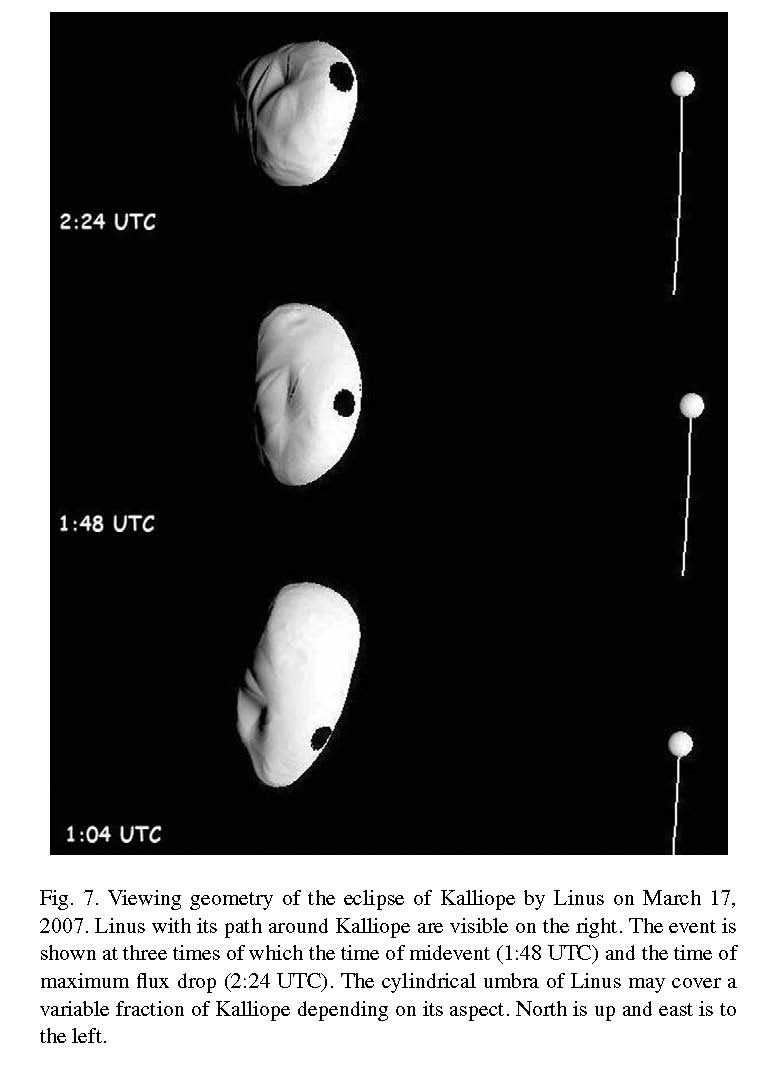 2:24 UTC
1:48 UTC
1:04 UTC
Fig. 7. Viewing geometry of the eclipse of Kalliope by Linus on March 17,
2007. Linus with its path around Kalliope are visible on the right. The event is
shown at three times of which the time of midevent (1:48 UTC) and the time of
maximum flux drop (2:24 UTC). The cylindrical umbra of Linus may cover a
variable fraction of Kalliope depending on its aspect. North is up and east is to
the left.